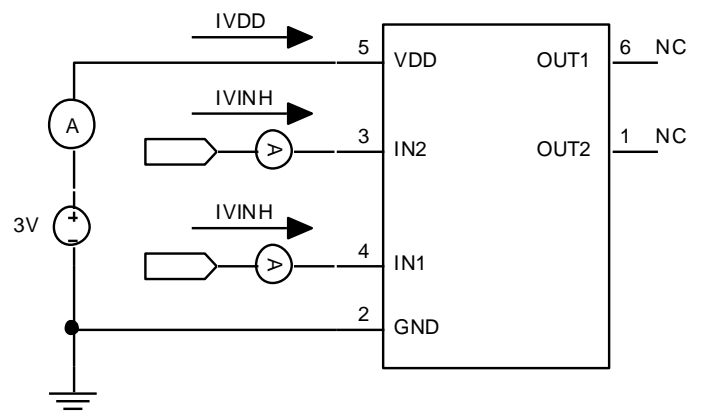 IVDD
5 VDD OUT1 6 NC
A
IVINH
A 3 IN2 OUT2 1 NC
3V + −
IVINH
A 4 IN1
2 GND